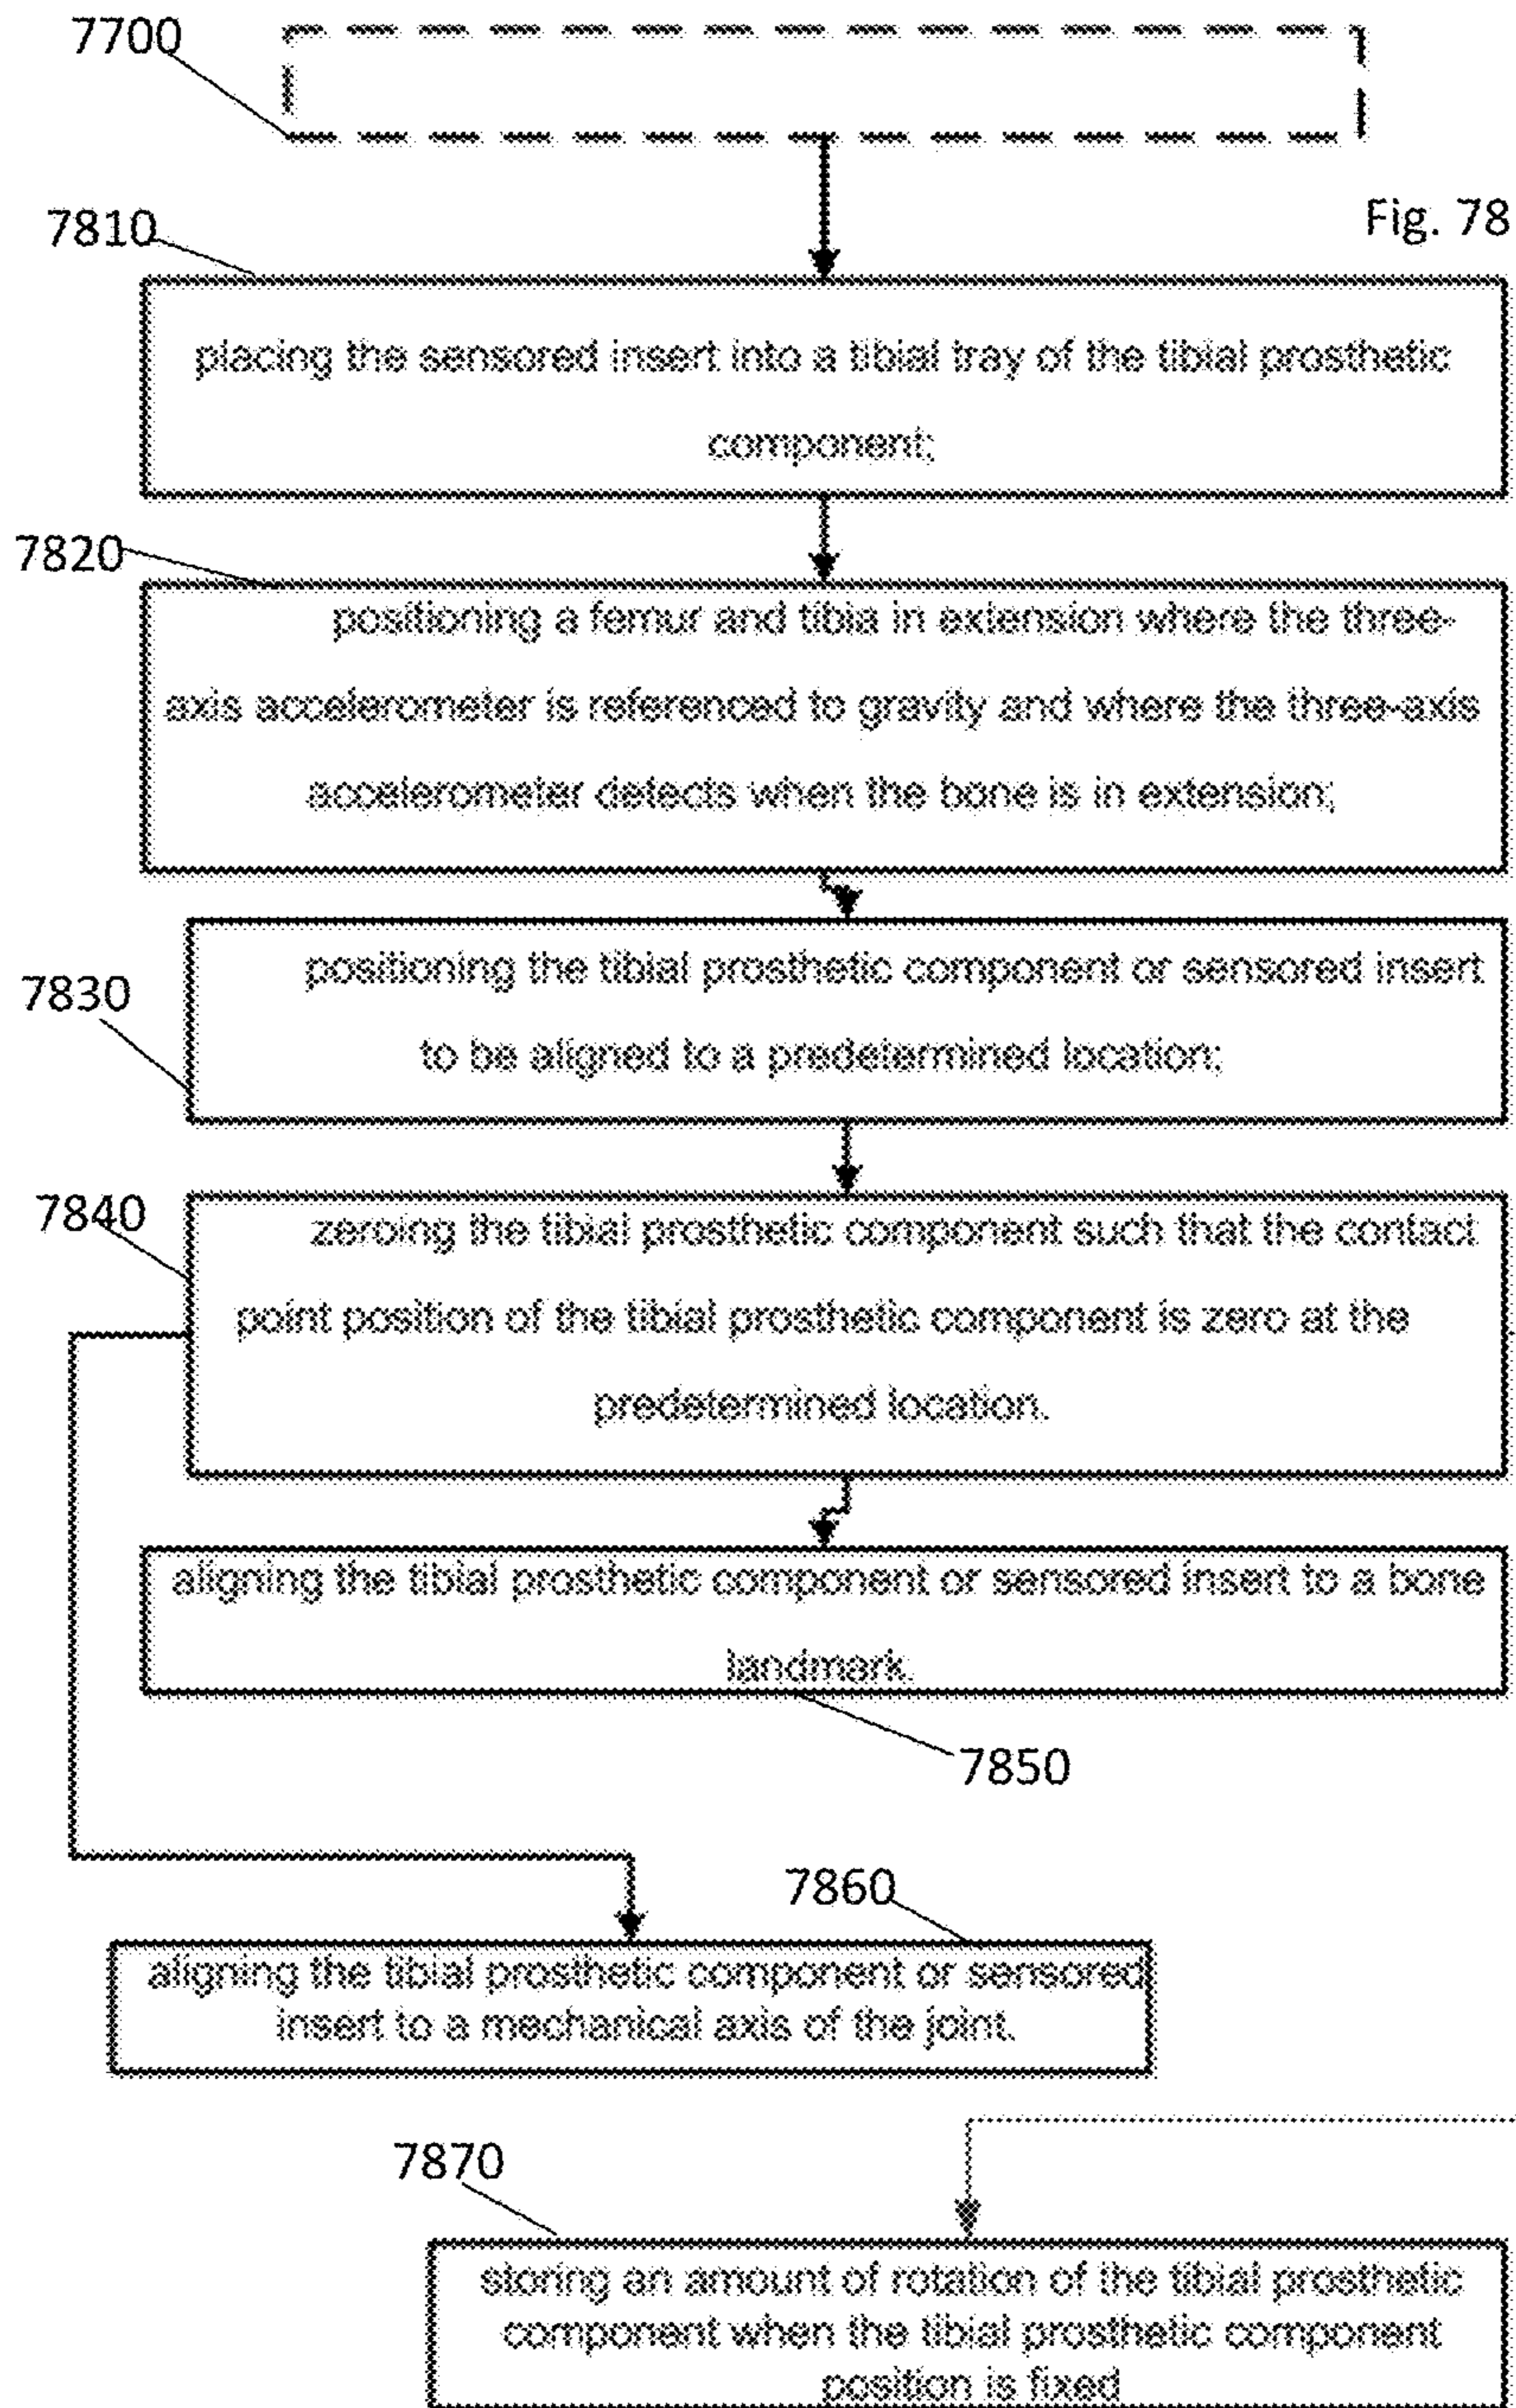 7700
Fig. 78
7810
placing the sensored insert into a tibial tray of the tibial prosthetic
component;
7820
positioning a femur and tibia in extension where the three-
axis accelerometer is referenced to gravity and where the three-axis
accelerometer detects when the bone is in extension;
7830
positioning the tibial prosthetic component or sensored insert
to be aligned to a predetermined location;
7840
zeroing the tibial prosthetic component such that the contact
point position of the tibial prosthetic component is zero at the
predetermined location.
aligning the tibial prosthetic component or sensored insert to a bone
landmark.
7850
7860
aligning the tibial prosthetic component or sensored
insert to a mechanical axis of the joint.
7870
storing an amount of rotation of the tibial prosthetic
component when the tibial prosthetic component
position is fixed